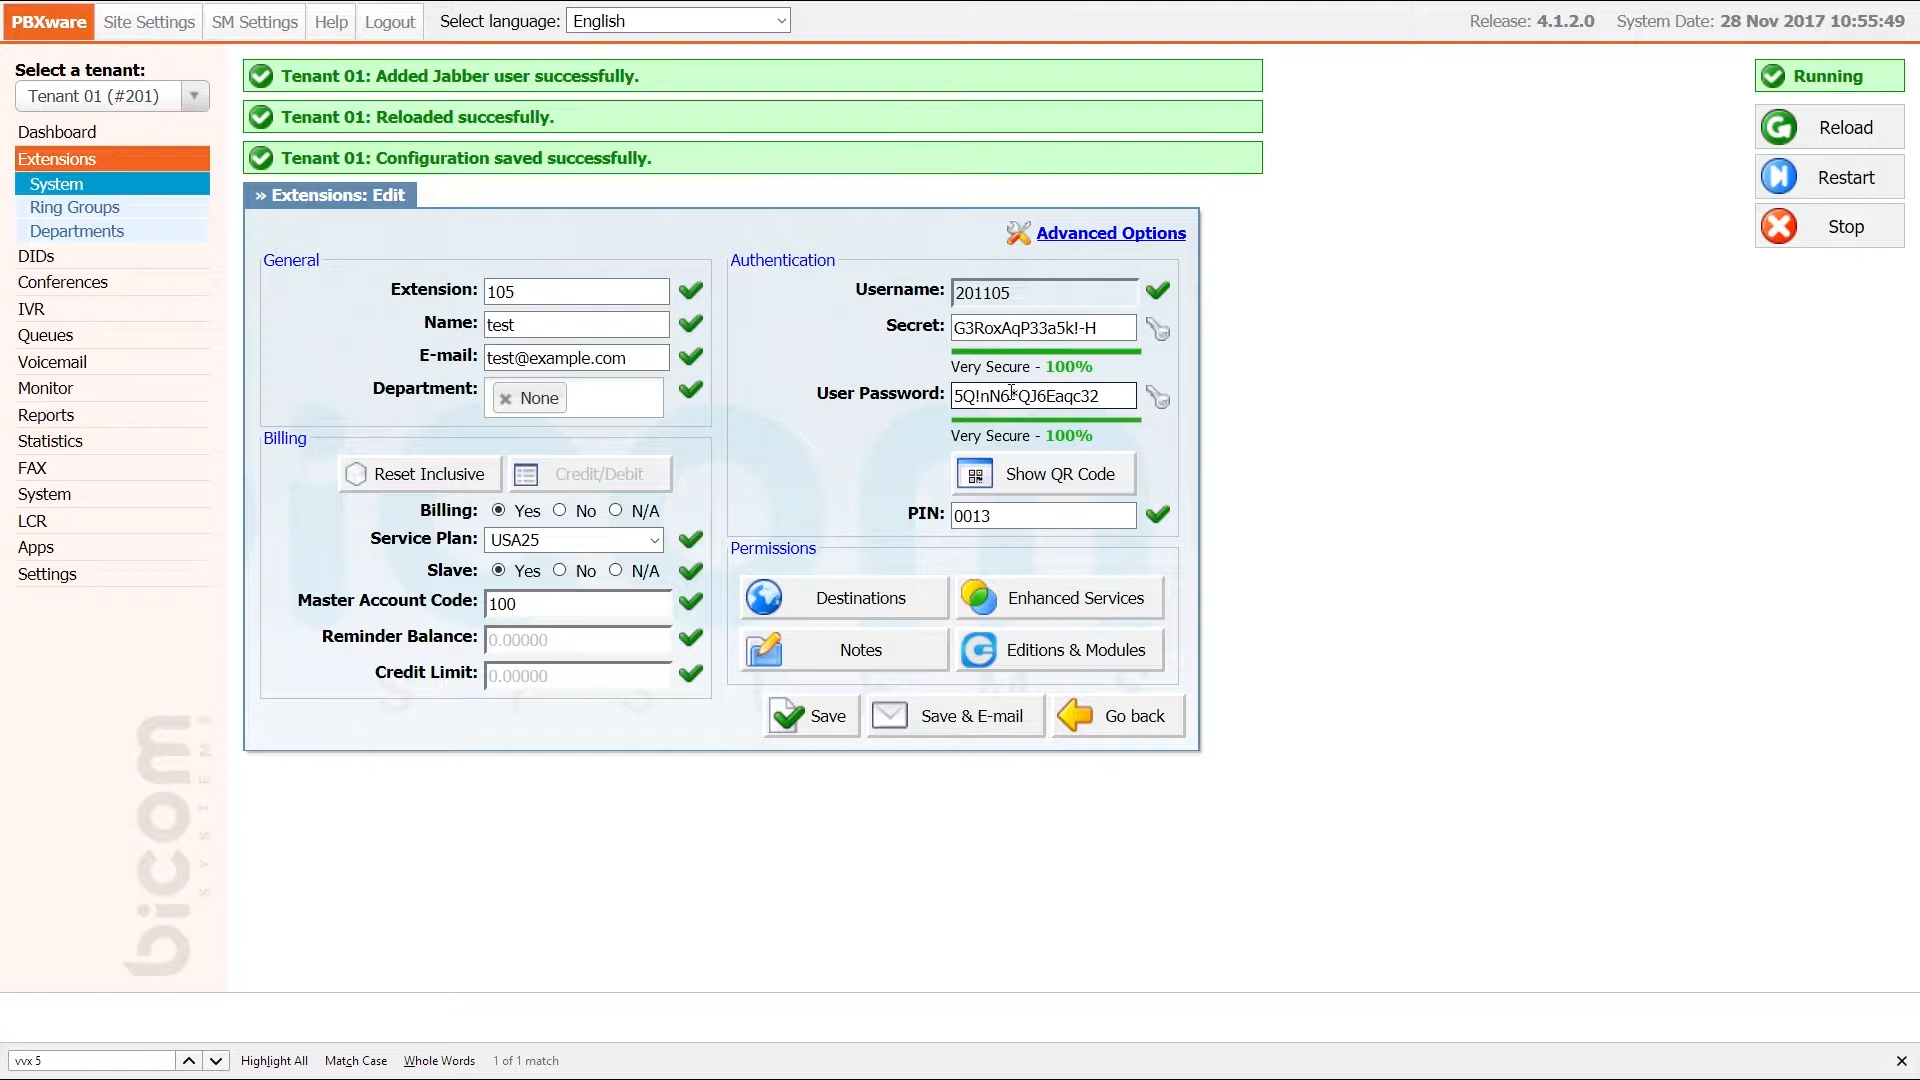 PBXware Site Settings SM Settings Help Logout Select language: English Release: 4.1.2.0 System Date: 28 Nov 2017 10:55:49
Select a tenant:
Tenant 01 (#201)
Dashboard
Extensions
System
Ring Groups
Departments
DIDs
Conferences
IVR
Queues
Voicemail
Monitor
Reports
Statistics
FAX
System
LCR
Apps
Settings
bicom
SYSTEMS
Tenant 01: Added Jabber user successfully.
Tenant 01: Reloaded succesfully.
Tenant 01: Configuration saved successfully.
» Extensions: Edit
Advanced Options
General
Extension: 105
Name: test
E-mail: test@example.com
Department: × None
Billing
Reset Inclusive Credit/Debit
Billing: Yes No N/A
Service Plan: USA25
Slave: Yes No N/A
Master Account Code: 100
Reminder Balance: 0.00000
Credit Limit: 0.00000
Authentication
Username: 201105
Secret: G3RoxAqP33a5k!-H
Very Secure - 100%
User Password: 5Q!nN6*QJ6Eaqc32
Very Secure - 100%
Show QR Code
PIN: 0013
Permissions
Destinations Enhanced Services
Notes Editions & Modules
Save Save & E-mail Go back
Running
Reload
Restart
Stop
vvx 5 Highlight All Match Case Whole Words 1 of 1 match